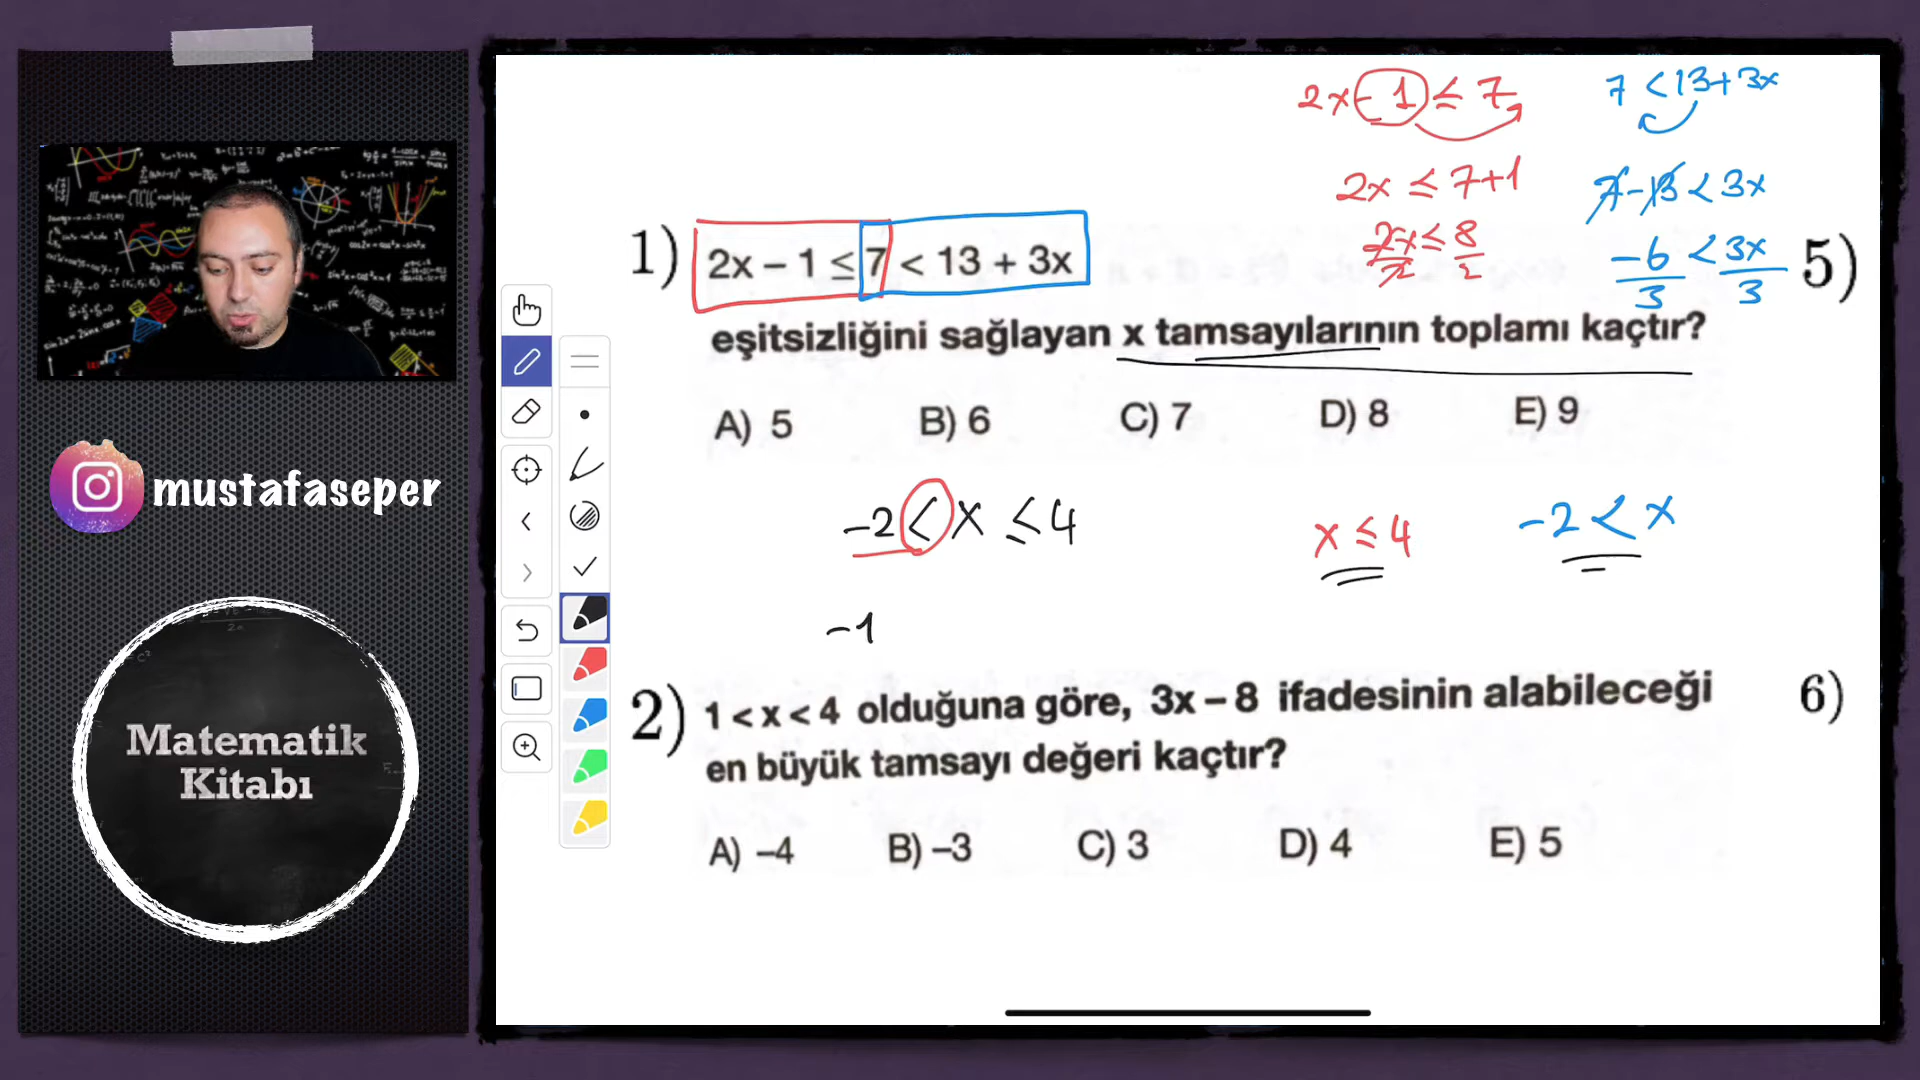 mustafaseper
Matematik
Kitabı
2x - 1 ≤ 7
2x ≤ 7+1
2x ≤ 8
2 2
x ≤ 4
7 < 13+3x
7-13 < 3x
-6 < 3x
3 3
-2 < x
1) 2x – 1 ≤ 7 < 13 + 3x
eşitsizliğini sağlayan x tamsayılarının toplamı kaçtır?
A) 5 B) 6 C) 7 D) 8 E) 9
-2 < x ≤ 4
-1
2) 1 < x < 4 olduğuna göre, 3x – 8 ifadesinin alabileceği
en büyük tamsayı değeri kaçtır?
A) –4 B) –3 C) 3 D) 4 E) 5
5)
6)